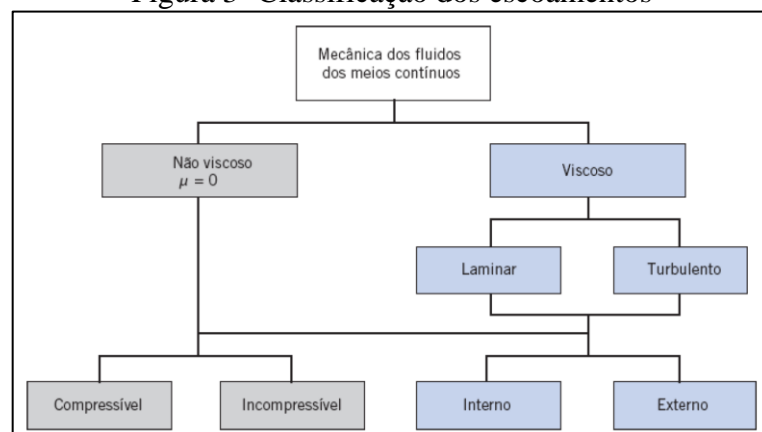 Figura 3- Classificação dos escoamentos
Mecânica dos fluidos
dos meios contínuos
Não viscoso
μ = 0
Viscoso
Laminar
Turbulento
Compressível
Incompressível
Interno
Externo